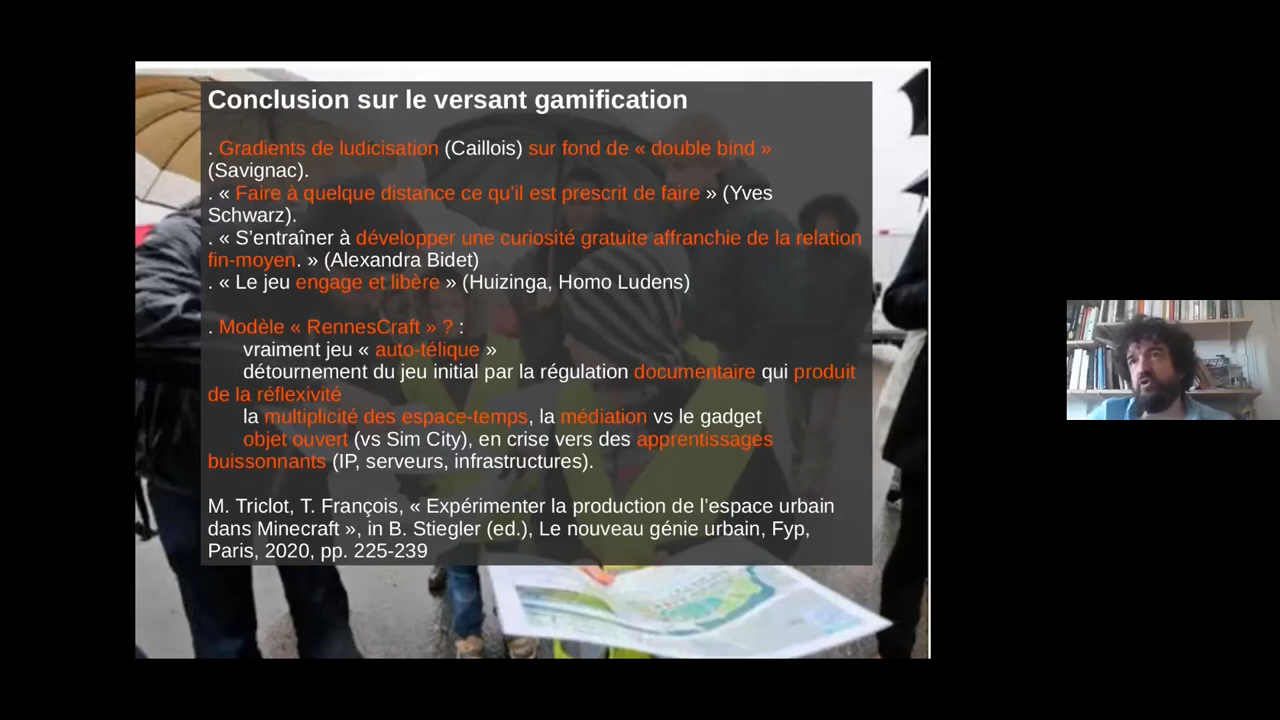 Conclusion sur le versant gamification
. Gradients de ludicisation (Caillois) sur fond de « double bind »
(Savignac).
. « Faire à quelque distance ce qu'il est prescrit de faire » (Yves
Schwarz).
. « S'entraîner à développer une curiosité gratuite affranchie de la relation
fin-moyen. » (Alexandra Bidet)
. « Le jeu engage et libère » (Huizinga, Homo Ludens)
. Modèle « RennesCraft » ? :
vraiment jeu « auto-télique »
détournement du jeu initial par la régulation documentaire qui produit
de la réflexivité
la multiplicité des espace-temps, la médiation vs le gadget
objet ouvert (vs Sim City), en crise vers des apprentissages
buissonnants (IP, serveurs, infrastructures).
M. Triclot, T. François, « Expérimenter la production de l'espace urbain
dans Minecraft », in B. Stiegler (ed.), Le nouveau génie urbain, Fyp,
Paris, 2020, pp. 225-239